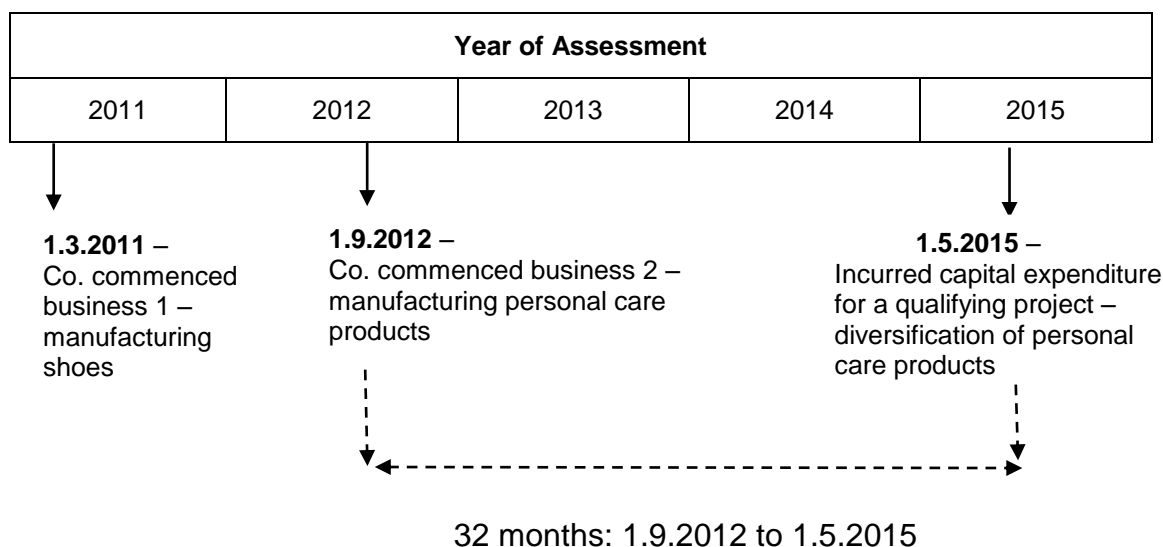 Year of Assessment
2011 2012 2013 2014 2015
1.3.2011 –
Co. commenced
business 1 –
manufacturing
shoes
1.9.2012 –
Co. commenced business 2 –
manufacturing personal care
products
1.5.2015 –
Incurred capital expenditure
for a qualifying project –
diversification of personal
care products
32 months: 1.9.2012 to 1.5.2015